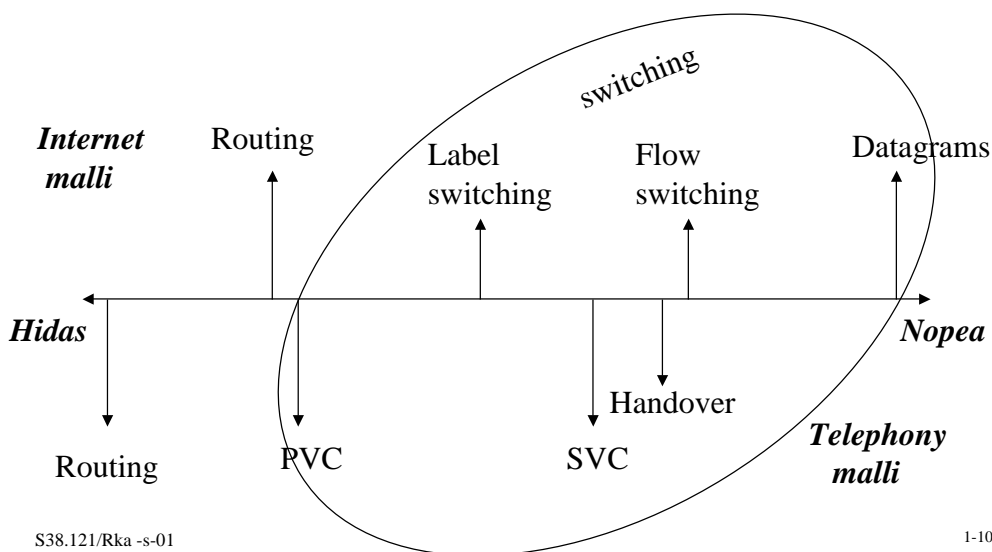 switching
Internet
malli
Routing
Label
switching
Flow
switching
Datagrams
Hidas
Nopea
Routing
PVC
SVC
Handover
Telephony
malli
S38.121/Rka -s-01
1-10